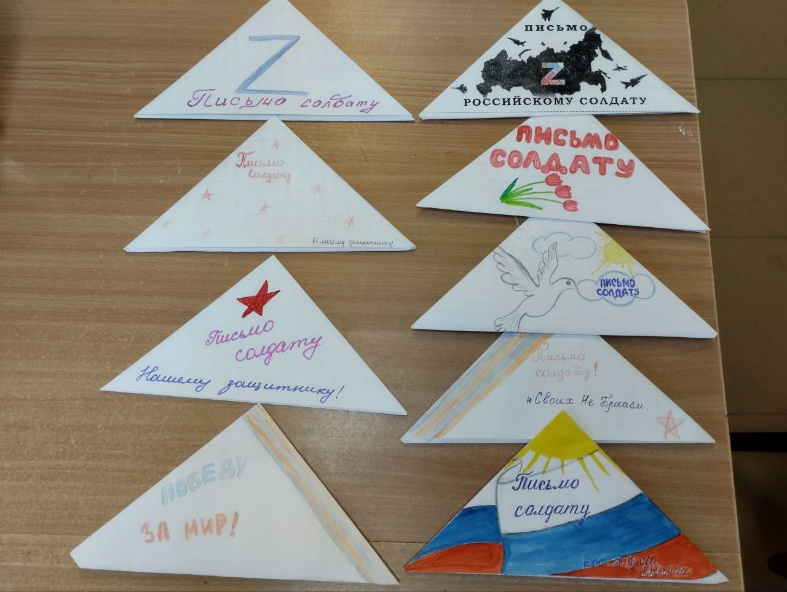 Z
Письмо солдату
ПИСЬМО
Z
РОССИЙСКОМУ СОЛДАТУ
Письмо
солдату
Нашему защитнику!
ПИСЬМО
СОЛДАТУ
ПИСЬМО
СОЛДАТУ
Письмо
солдату
Нашему защитнику!
Письмо
солдату!
#Своих Не Бросаем.
ПОБЕДУ
ЗА МИР!
Письмо
солдату